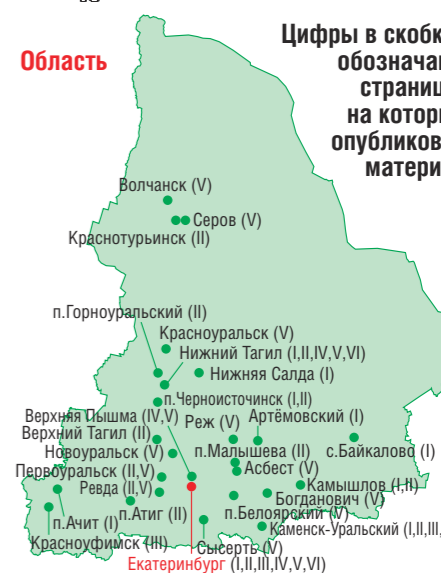 Область
Цифры в скобк
обозначаю
страниц
на котор
опубликов
матери
Волчанск (V)
Серов (V)
Краснотурьинск (II)
п.Горноуральский (II)
Красноуральск (V)
Нижний Тагил (I,II,IV,V,VI)
Нижняя Салда (I)
п.Черноисточинск (I,II)
Верхняя Пышма (IV,V)
Реж (V)
Артёмовский (I)
Верхний Тагил (II)
Новоуральск (V)
п.Малышева (II)
с.Байкалово (I)
Первоуральск (II,V)
Асбест (V)
Ревда (II,V)
Камышлов (I,II)
Богданович (V)
п.Ачит (I)
п.Атиг (II)
п.Белоярский (V)
Каменск-Уральский (I,II,III,
Красноуфимск (III)
Сысерть (V)
Екатеринбург (I,II,III,IV,V,VI)